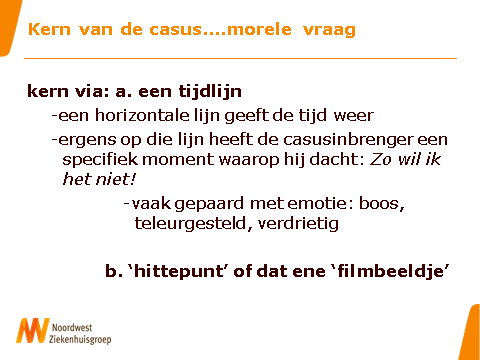 Kern van de casus....morele vraag
kern via: a. een tijdlijn
-een horizontale lijn geeft de tijd weer
-ergens op die lijn heeft de casusinbrenger een
specifiek moment waarop hij dacht: Zo wil ik
het niet!
-vaak gepaard met emotie: boos,
teleurgesteld, verdrietig
b. ‘hittepunt’ of dat ene ‘filmbeeldje’
Noordwest
Ziekenhuisgroep